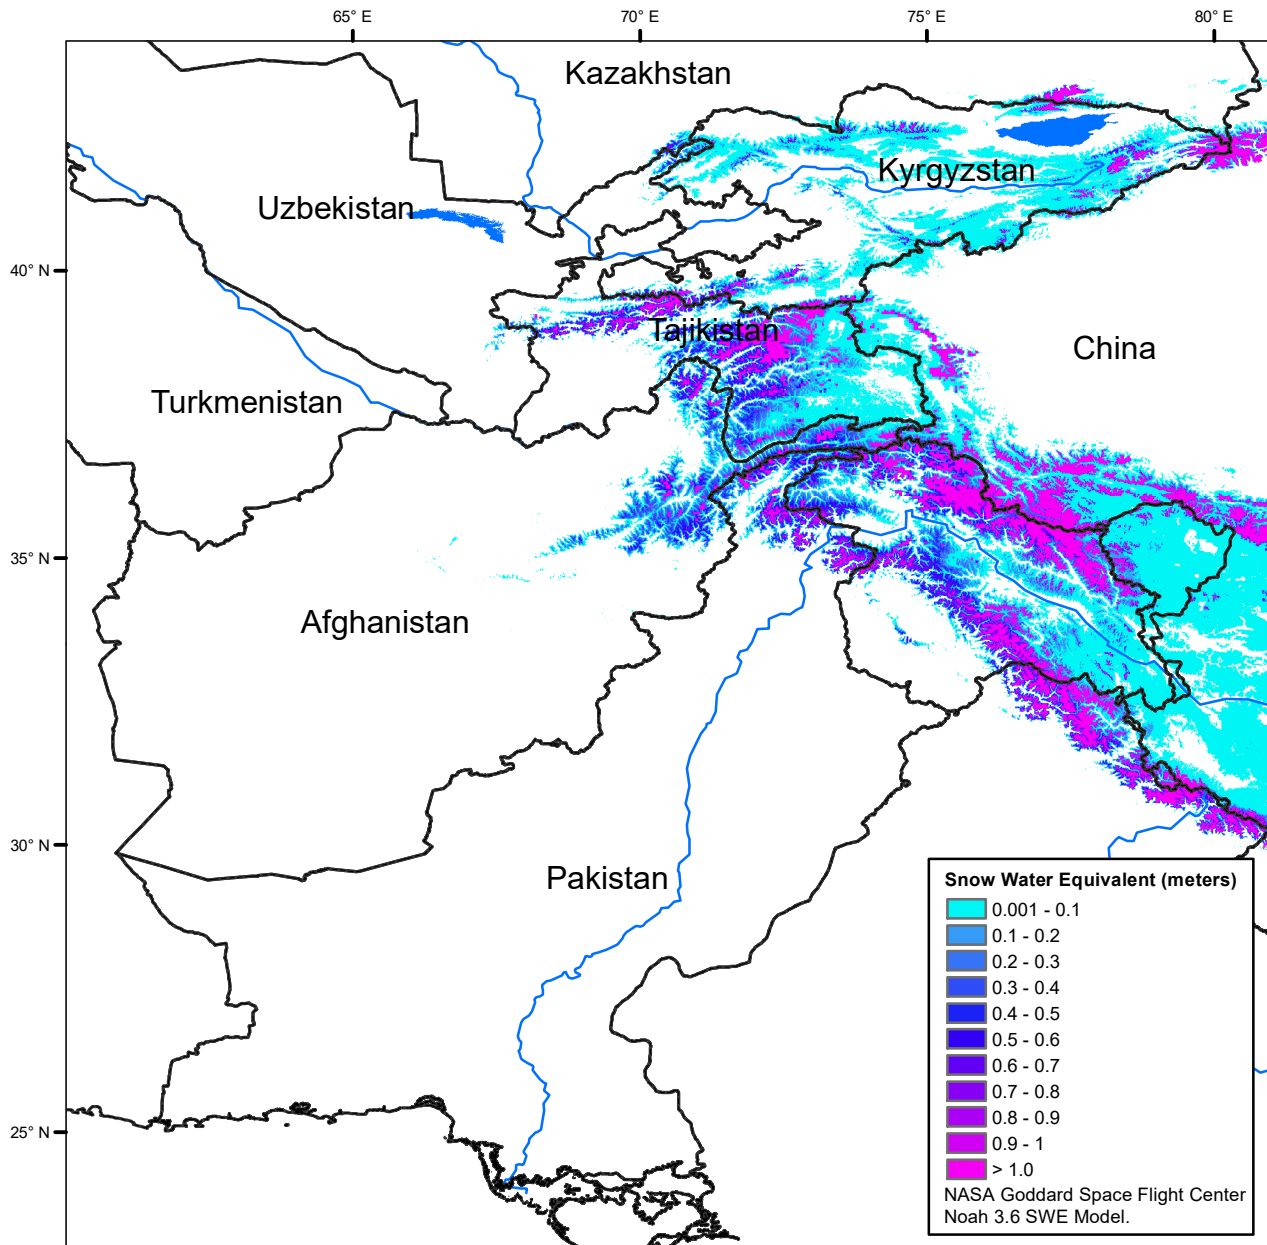 65° E
70° E
75° E
80° E
Kazakhstan
Kyrgyzstan
Uzbekistan
40° N
Tajikistan
China
Turkmenistan
35° N
Afghanistan
30° N
Pakistan
25° N
Snow Water Equivalent (meters)
0.001 - 0.1
0.1 - 0.2
0.2 - 0.3
0.3 - 0.4
0.4 - 0.5
0.5 - 0.6
0.6 - 0.7
0.7 - 0.8
0.8 - 0.9
0.9 - 1
> 1.0
NASA Goddard Space Flight Center
Noah 3.6 SWE Model.